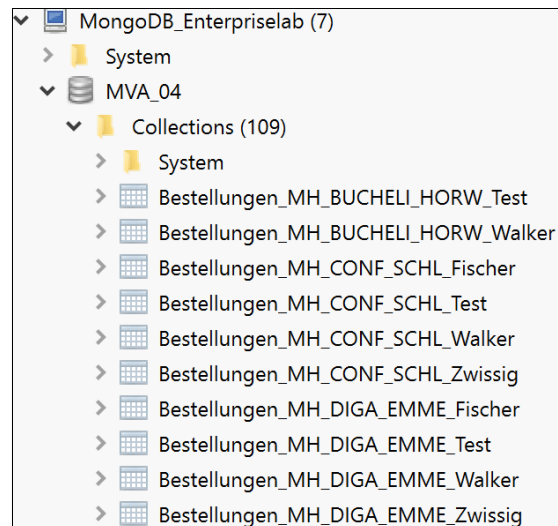 MongoDB_Enterpriselab (7)
System
MVA_04
Collections (109)
System
Bestellungen_MH_BUCHELI_HORW_Test
Bestellungen_MH_BUCHELI_HORW_Walker
Bestellungen_MH_CONF_SCHL_Fischer
Bestellungen_MH_CONF_SCHL_Test
Bestellungen_MH_CONF_SCHL_Walker
Bestellungen_MH_CONF_SCHL_Zwissig
Bestellungen_MH_DIGA_EMME_Fischer
Bestellungen_MH_DIGA_EMME_Test
Bestellungen_MH_DIGA_EMME_Walker
Bestellungen_MH_DIGA_EMME_Zwissig